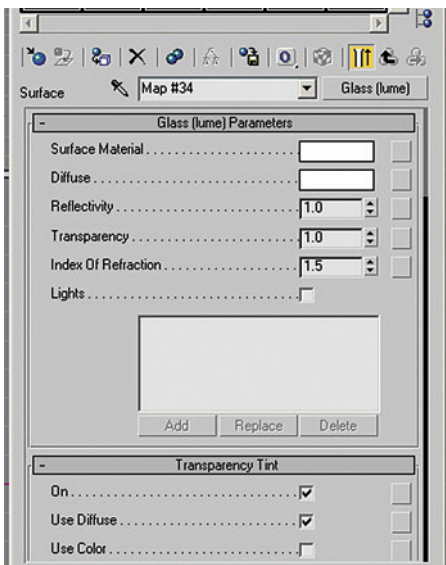 Surface Map #34 Glass (lume)
- Glass (lume) Parameters
Surface Material
Diffuse
Reflectivity 1.0
Transparency 1.0
Index Of Refraction 1.5
Lights
Add Replace Delete
- Transparency Tint
On
Use Diffuse
Use Color